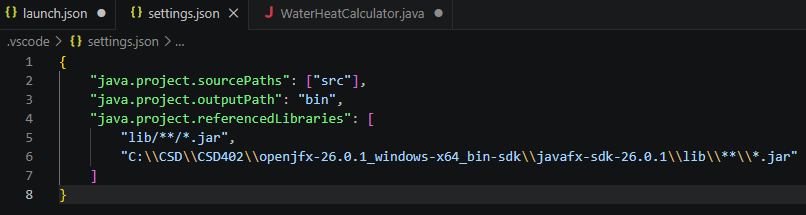 launch.json
settings.json
WaterHeatCalculator.java
.vscode > settings.json > ...
1 {
2     "java.project.sourcePaths": ["src"],
3     "java.project.outputPath": "bin",
4     "java.project.referencedLibraries": [
5         "lib/**/*.jar",
6         "C:\\CSD\\CSD402\\openjfx-26.0.1_windows-x64_bin-sdk\\javafx-sdk-26.0.1\\lib\\**\\*.jar"
7     ]
8 }